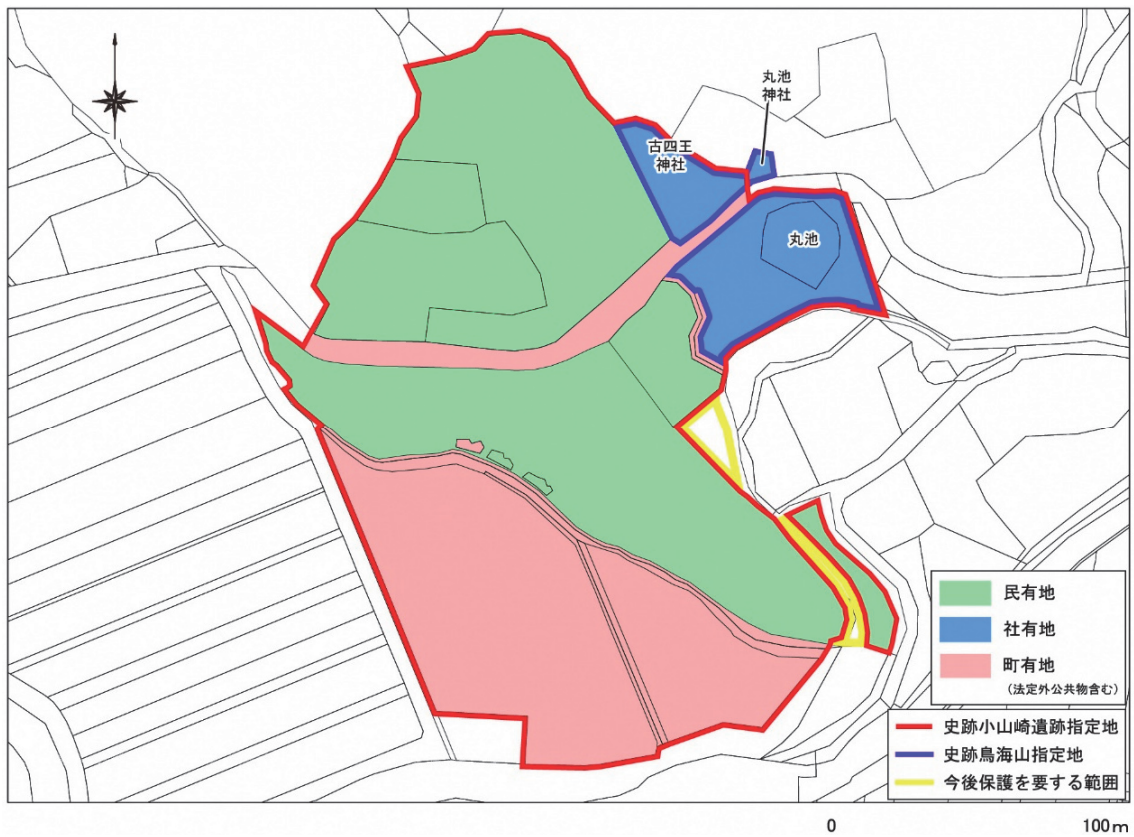 丸池
神社
古四王
神社
丸池
民有地
社有地
町有地
(法定外公共物含む)
史跡小山崎遺跡指定地
史跡鳥海山指定地
今後保護を要する範囲
0 100m